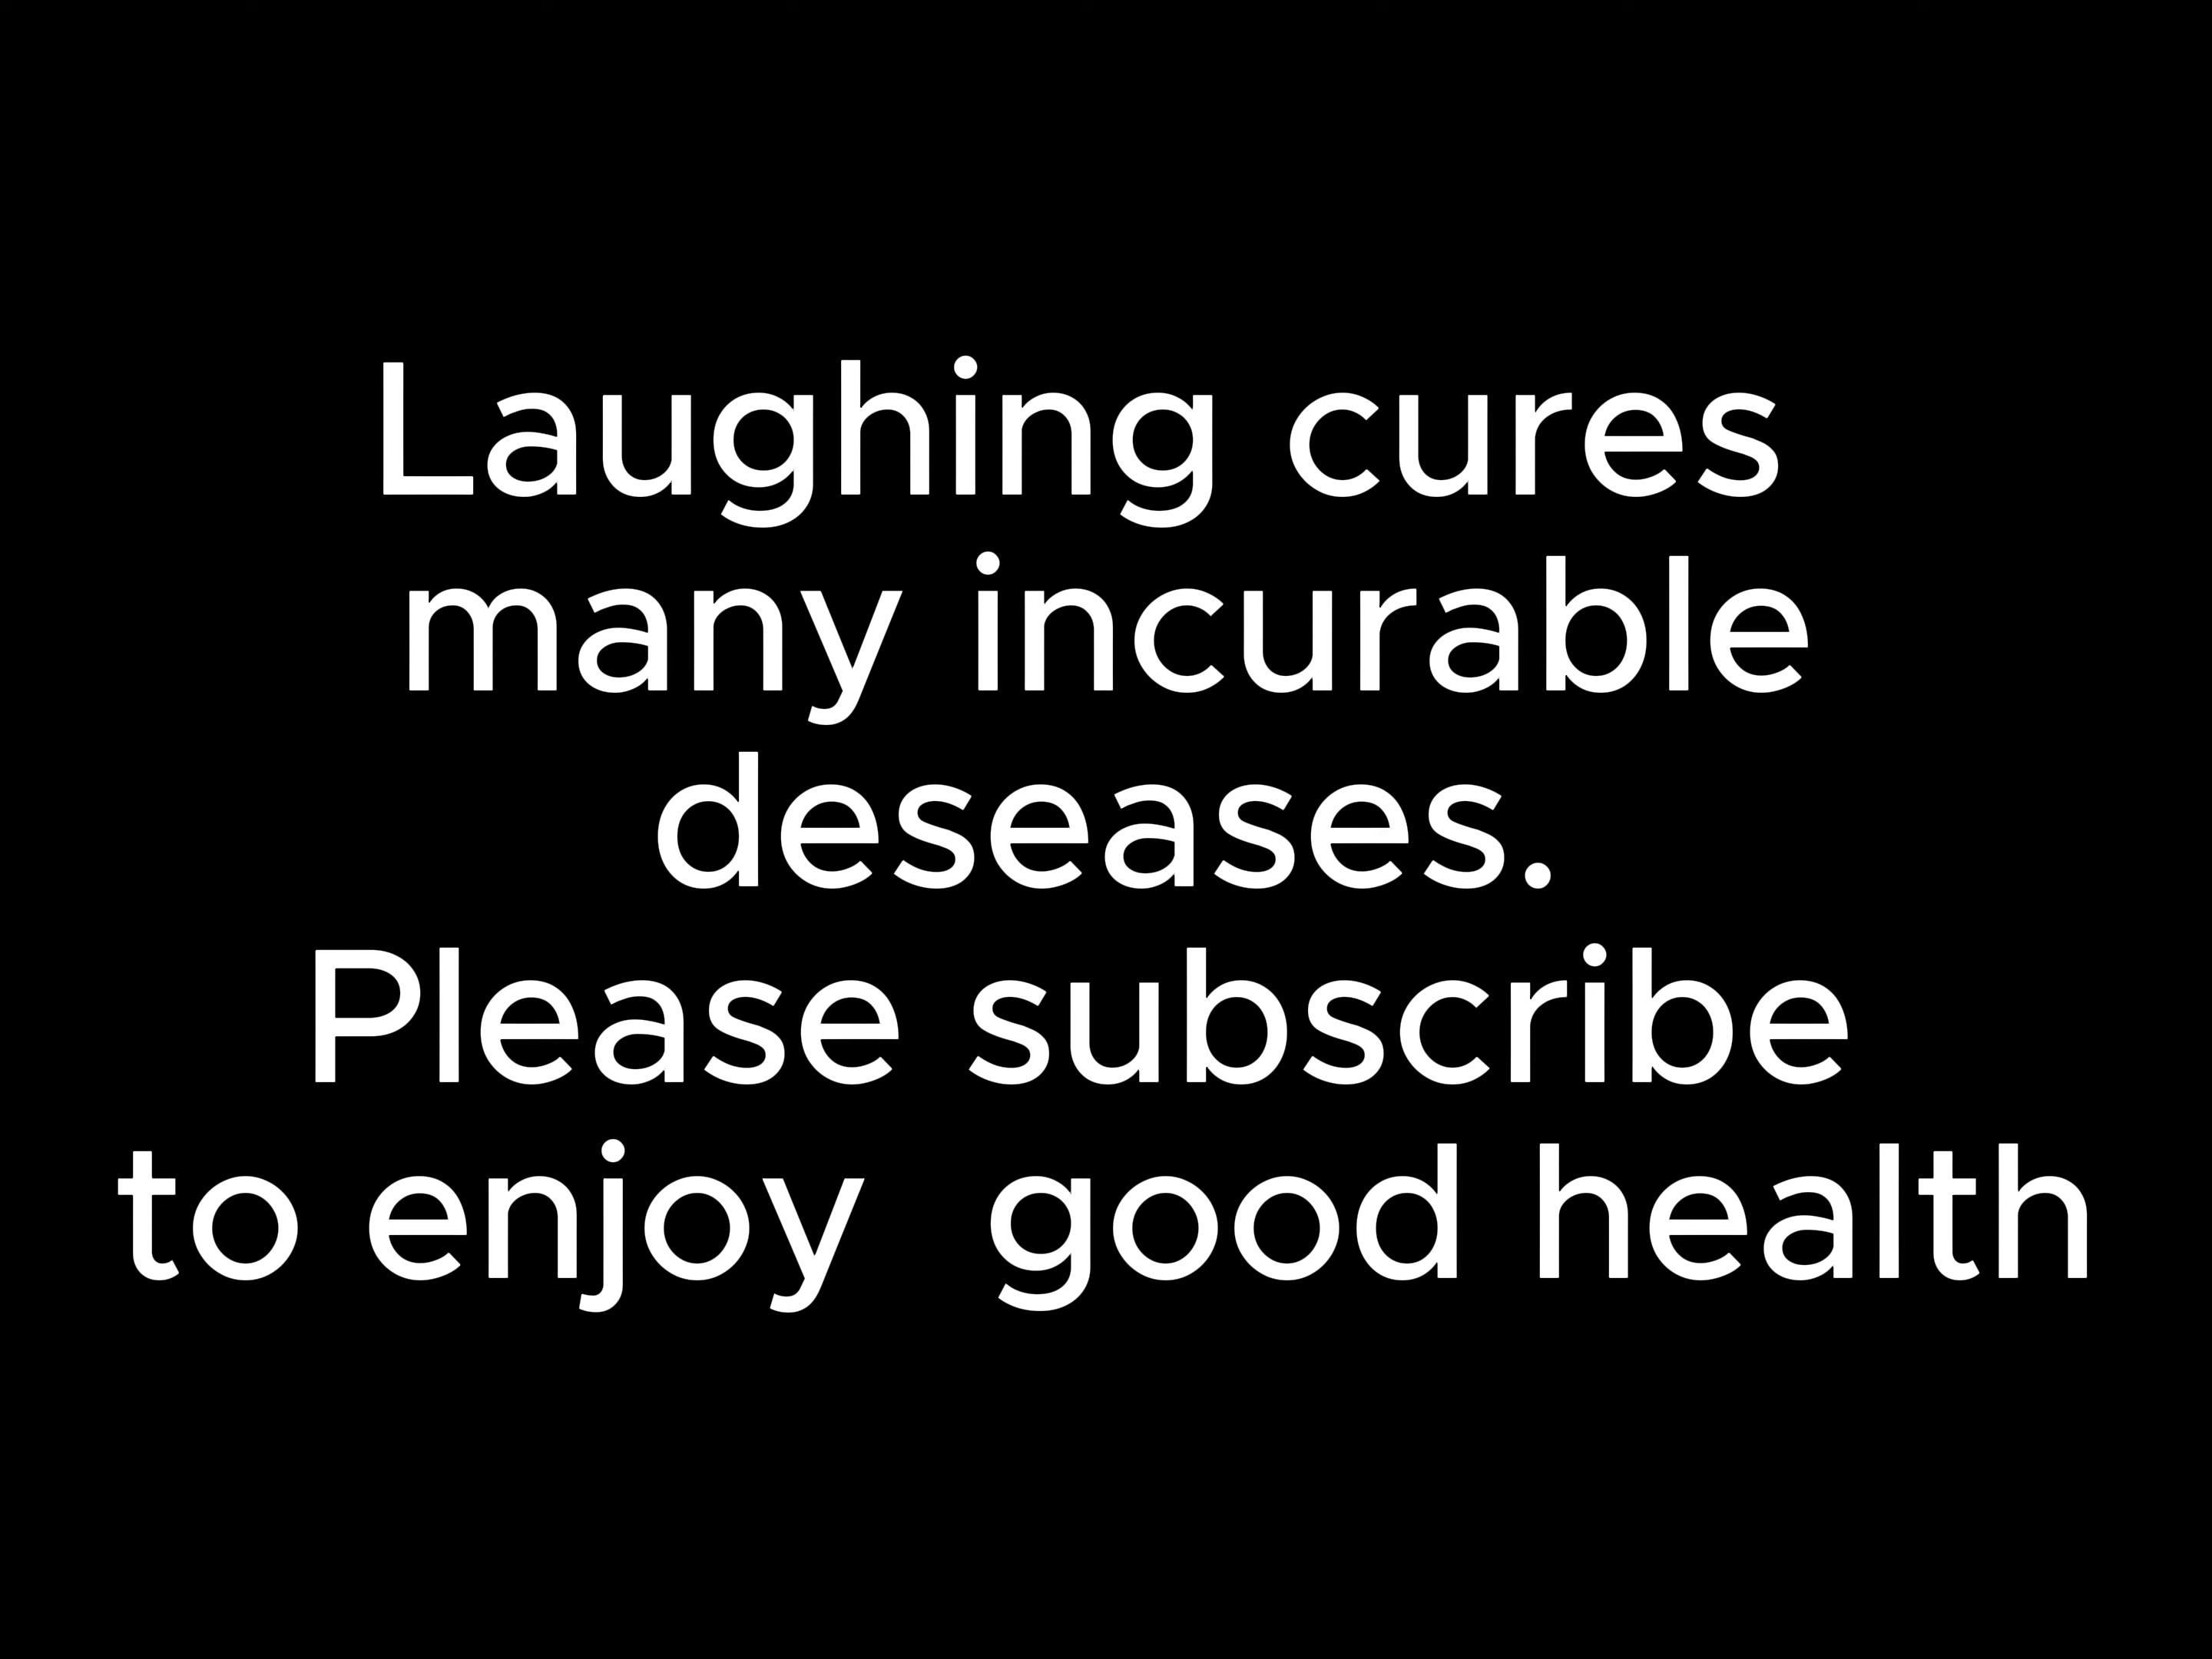 Laughing cures
many incurable
deseases.
Please subscribe
to enjoy  good health